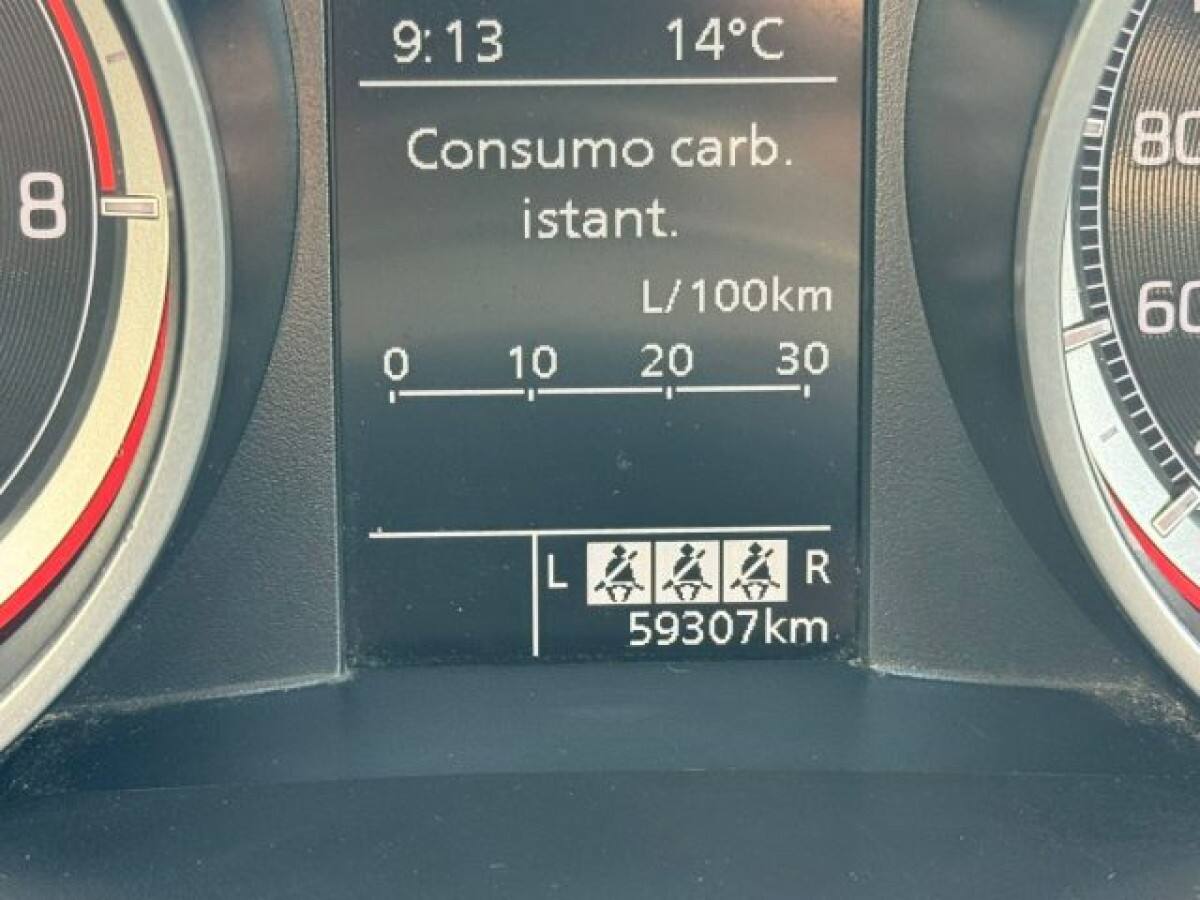 9:13 14°C
Consumo carb.
istant.
L/100km
0 10 20 30
L R
59307km
8
80
60